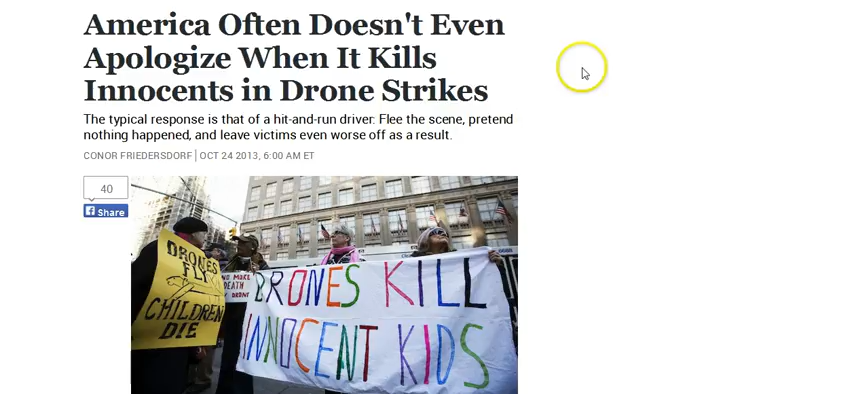 America Often Doesn't Even
Apologize When It Kills
Innocents in Drone Strikes
The typical response is that of a hit-and-run driver: Flee the scene, pretend
nothing happened, and leave victims even worse off as a result.
CONOR FRIEDERSDORF | OCT 24 2013, 6:00 AM ET
40
Share
DRONES
FLY
CHILDREN
DIE
NO MORE
DEATH
DRONE
DRONES KILL
INNOCENT KIDS